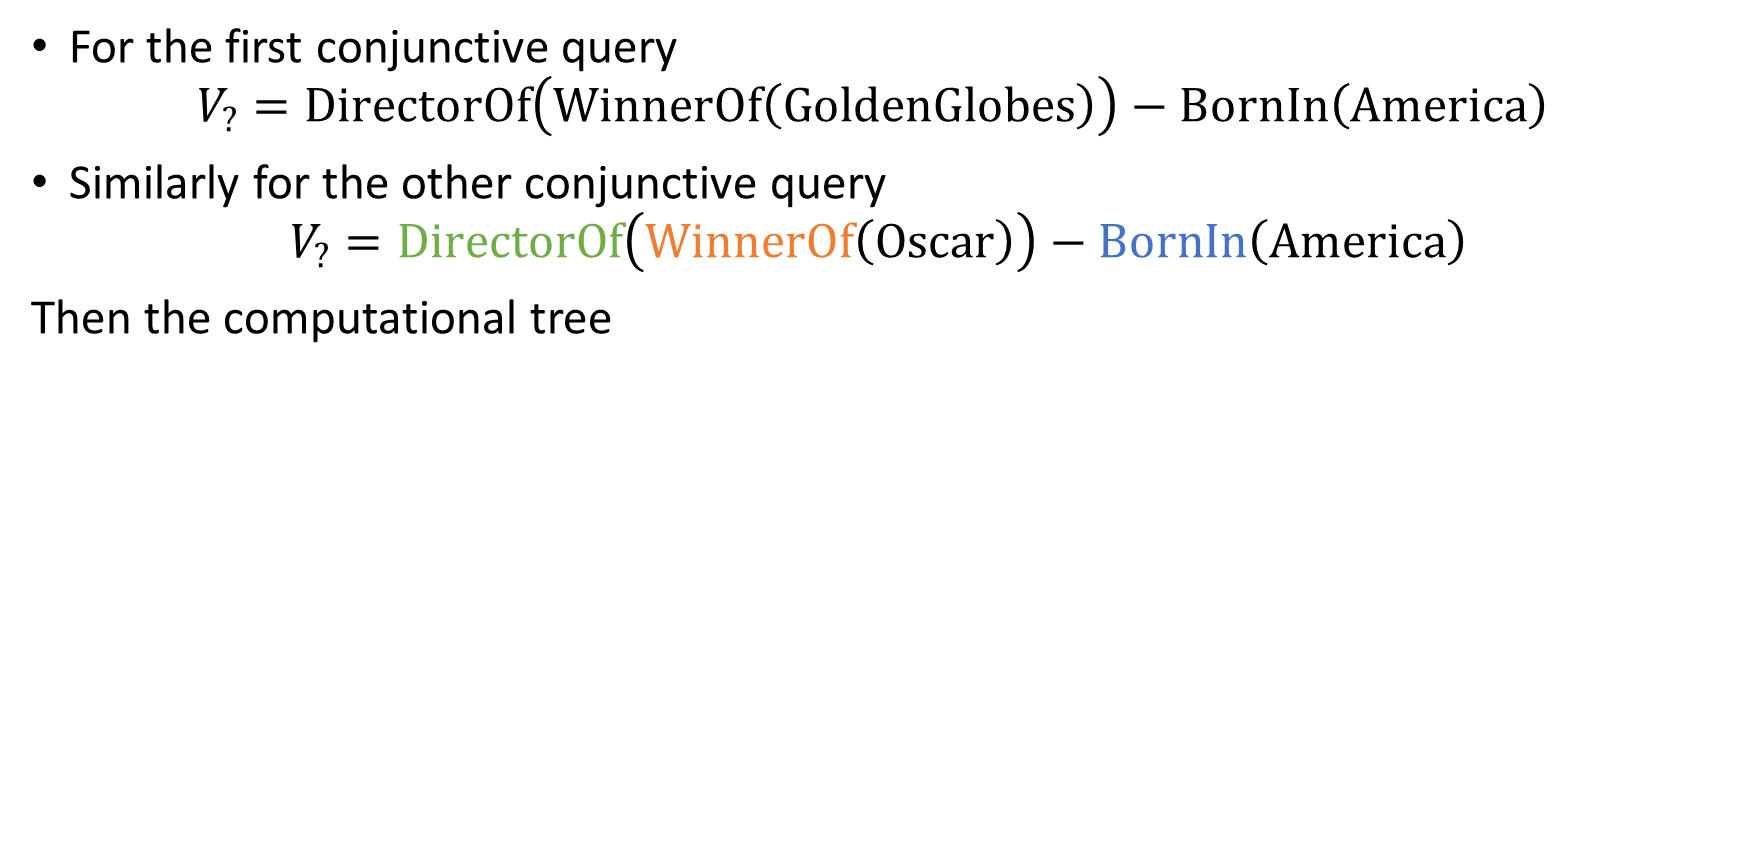 • For the first conjunctive query
V? = DirectorOf(WinnerOf(GoldenGlobes)) − BornIn(America)
• Similarly for the other conjunctive query
V? = DirectorOf(WinnerOf(Oscar)) − BornIn(America)
Then the computational tree